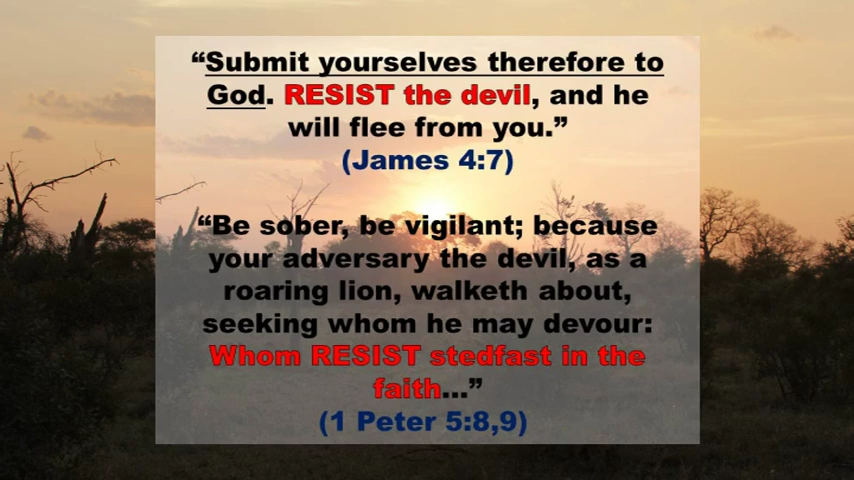 “Submit yourselves therefore to
God. RESIST the devil, and he
will flee from you.”
(James 4:7)
“Be sober, be vigilant; because
your adversary the devil, as a
roaring lion, walketh about,
seeking whom he may devour:
Whom RESIST stedfast in the
faith...”
(1 Peter 5:8,9)